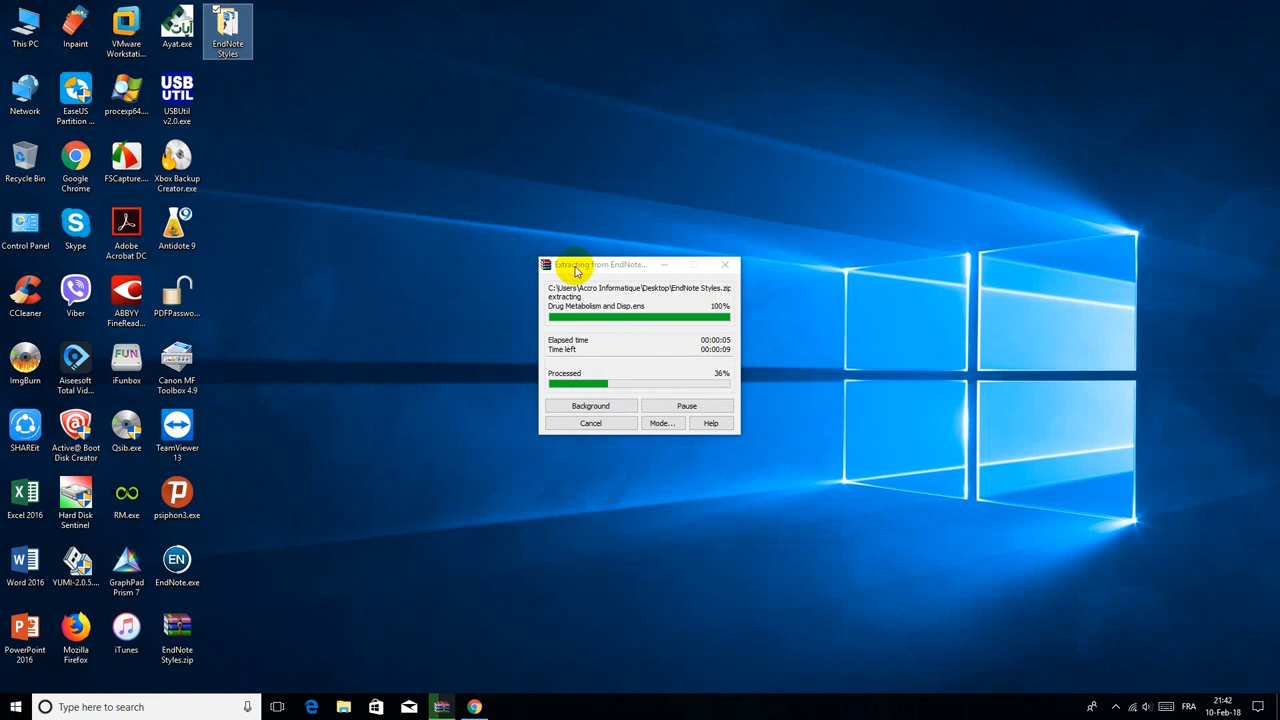 This PC
Inpaint
VMware
Workstati...
Ayat.exe
EndNote
Styles
Network
EaseUS
Partition ...
procexp64....
USB
UTIL
USBUtil
v2.0.exe
Recycle Bin
Google
Chrome
FSCapture....
Xbox Backup
Creator.exe
Control Panel
Skype
Adobe
Acrobat DC
9
Antidote 9
CCleaner
Viber
ABBYY
FineRead...
PDFPasswo...
ImgBurn
Aiseesoft
Total Vid...
FUN
iFunbox
Canon MF
Toolbox 4.9
SHAREit
Active@ Boot
Disk Creator
Qsib.exe
TeamViewer
13
Excel 2016
Hard Disk
Sentinel
RM.exe
psiphon3.exe
Word 2016
YUMI-2.0.5....
GraphPad
Prism 7
EN
EndNote.exe
PowerPoint
2016
Mozilla
Firefox
iTunes
EndNote
Styles.zip
Extracting from EndNote...
C:\Users\Accro Informatique\Desktop\EndNote Styles.zip
extracting
Drug Metabolism and Disp.ens 100%
Elapsed time 00:00:05
Time left 00:00:09
Processed 36%
Background Pause
Cancel Mode... Help
Type here to search
FR
21:42
10-Feb-18